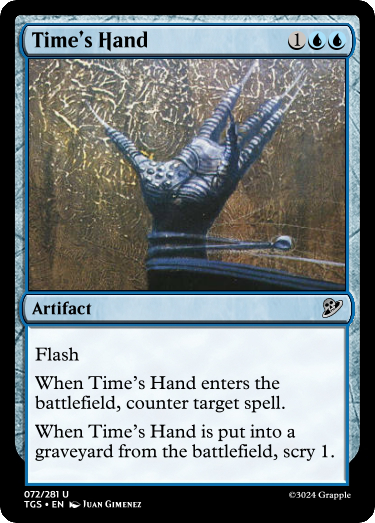 Time's Hand 1UU
Artifact
Flash
When Time's Hand enters the
battlefield, counter target spell.
When Time's Hand is put into a
graveyard from the battlefield, scry 1.
072/281 U
TGS • EN Juan Gimenez
©3024 Grapple